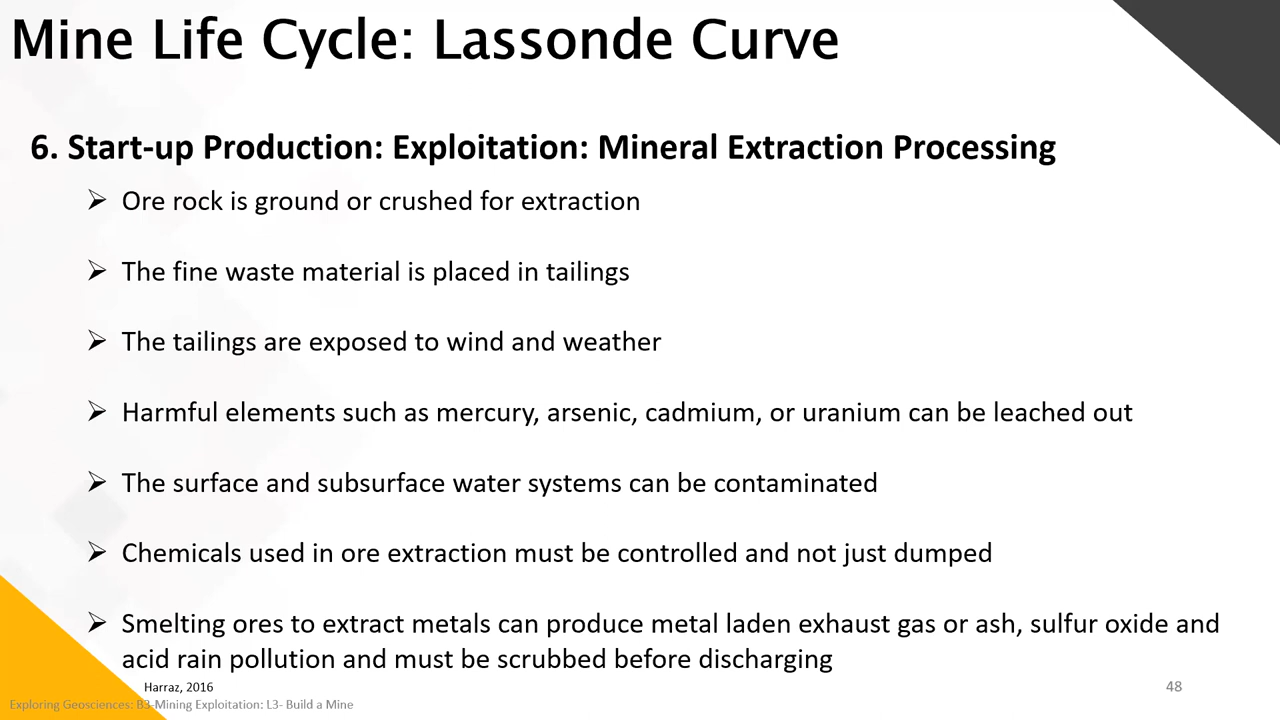 Mine Life Cycle: Lassonde Curve
6. Start-up Production: Exploitation: Mineral Extraction Processing
➢ Ore rock is ground or crushed for extraction
➢ The fine waste material is placed in tailings
➢ The tailings are exposed to wind and weather
➢ Harmful elements such as mercury, arsenic, cadmium, or uranium can be leached out
➢ The surface and subsurface water systems can be contaminated
➢ Chemicals used in ore extraction must be controlled and not just dumped
➢ Smelting ores to extract metals can produce metal laden exhaust gas or ash, sulfur oxide and
acid rain pollution and must be scrubbed before discharging
Harraz, 2016
48
Exploring Geosciences: B3-Mining Exploitation: L3- Build a Mine